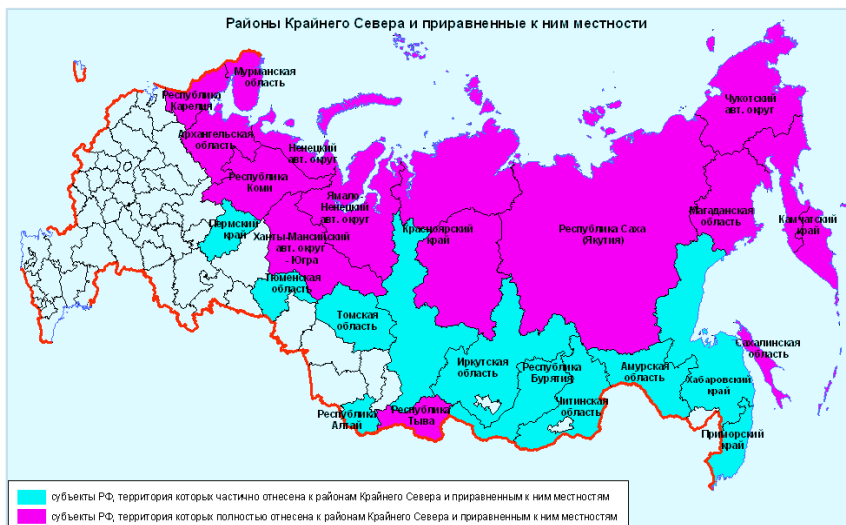 Районы Крайнего Севера и приравненные к ним местности
Мурманская
область
Республика
Карелия
Архангельская
область
Ненецкий
авт. округ
Республика
Коми
Ямало-
Ненецкий
авт. округ
Пермский
край
Ханты-Мансийский
авт. округ
- Югра
Тюменская
область
Томская
область
Красноярский
край
Республика Саха
(Якутия)
Чукотский
авт. округ
Магаданская
область
Камчатский
край
Сахалинская
область
Иркутская
область
Республика
Бурятия
Читинская
область
Амурская
область
Хабаровский
край
Приморский
край
Республика
Алтай
Республика
Тыва
субъекты РФ, территория которых частично отнесена к районам Крайнего Севера и приравненным к ним местностям
субъекты РФ, территория которых полностью отнесена к районам Крайнего Севера и приравненным к ним местностям